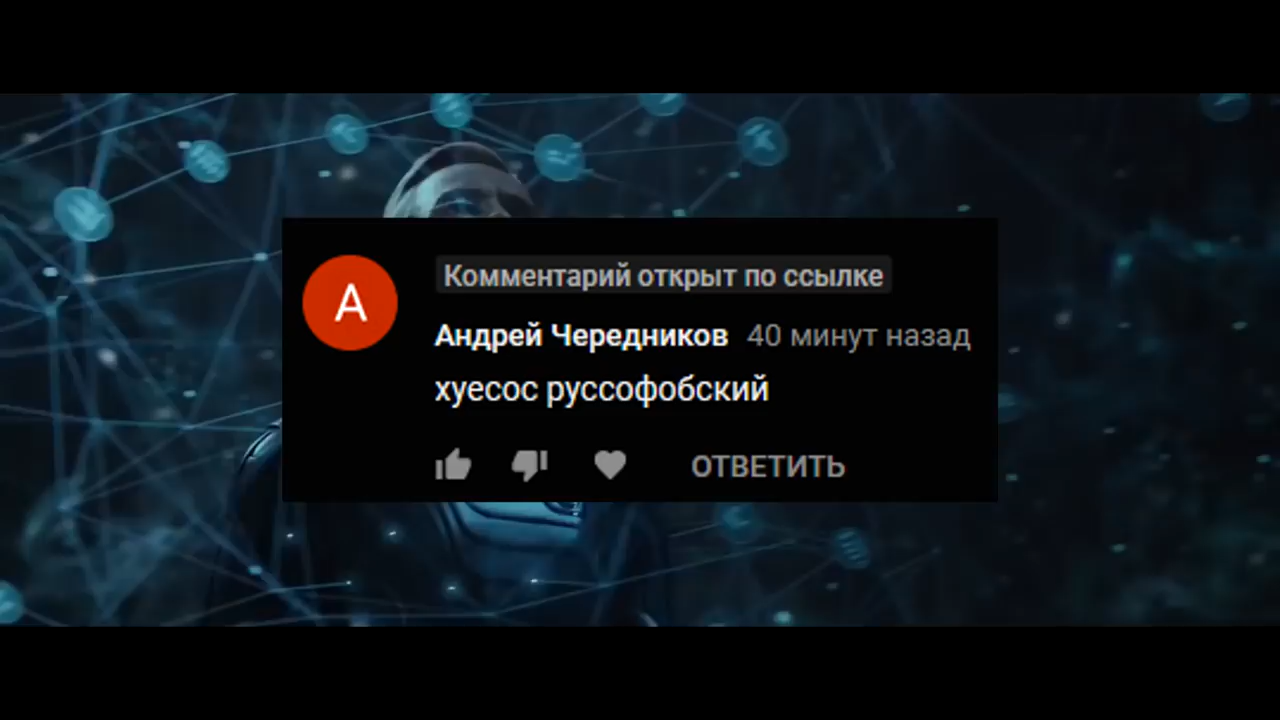 А
Комментарий открыт по ссылке
Андрей Чередников 40 минут назад
хуесос руссофобский
ОТВЕТИТЬ